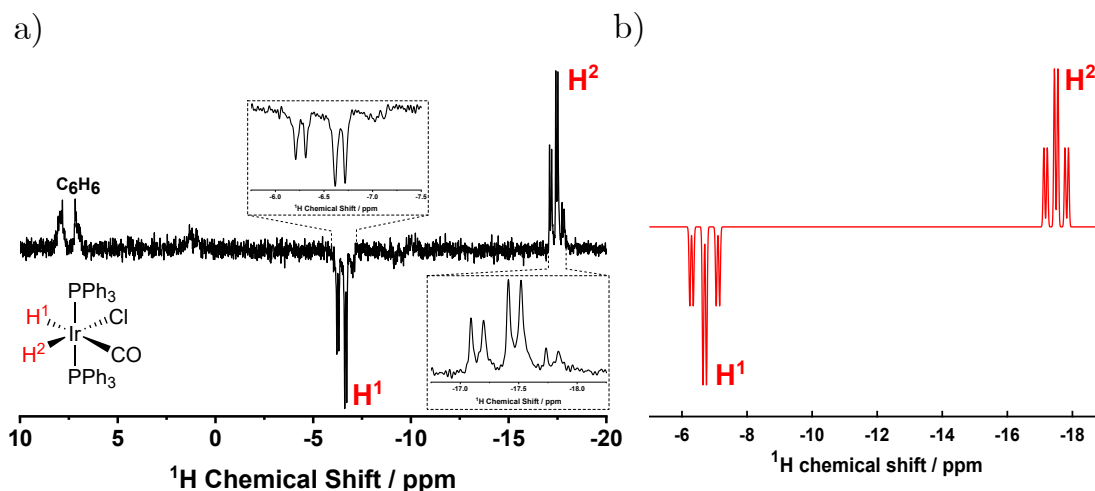 a)
b)
H²
H²
-6.0 -6.5 -7.0 -7.5
¹H Chemical Shift / ppm
C₆H₆
PPh₃
H¹ Cl
Ir
H² CO
PPh₃
-17.0 -17.5 -18.0
¹H Chemical Shift / ppm
H¹
H¹
10 5 0 -5 -10 -15 -20
¹H Chemical Shift / ppm
-6 -8 -10 -12 -14 -16 -18
¹H chemical shift / ppm